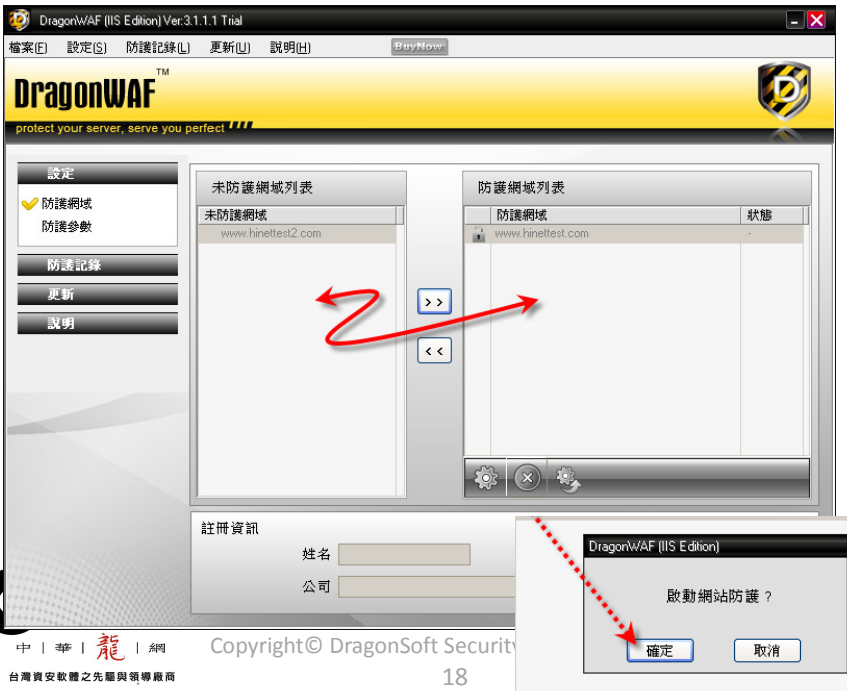 DragonWAF (IIS Edition) Ver:3.1.1.1 Trial
檔案(F) 設定(S) 防護記錄(L) 更新(U) 說明(H) BuyNow
DragonWAF™
protect your server, serve you perfect
設定
防護網域
防護參數
防護記錄
更新
說明
未防護網域列表
未防護網域
www.hinettest2.com
>>
<<
防護網域列表
防護網域 狀態
www.hinettest.com -
註冊資訊
姓名
公司
DragonWAF (IIS Edition)
啟動網站防護？
確定 取消
中 | 華 | 龍 | 網
台灣資安軟體之先驅與領導廠商
Copyright© DragonSoft Securit
18